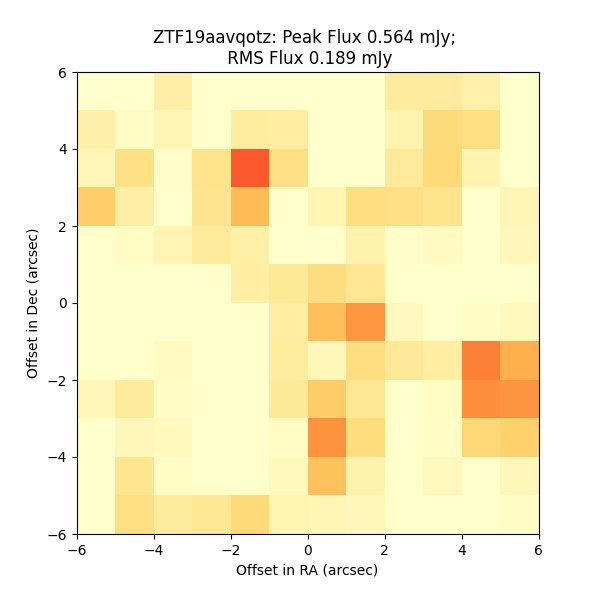 ZTF19aavqotz: Peak Flux 0.564 mJy;
RMS Flux 0.189 mJy
6
4
2
0
−2
−4
−6
Offset in Dec (arcsec)
−6 −4 −2 0 2 4 6
Offset in RA (arcsec)